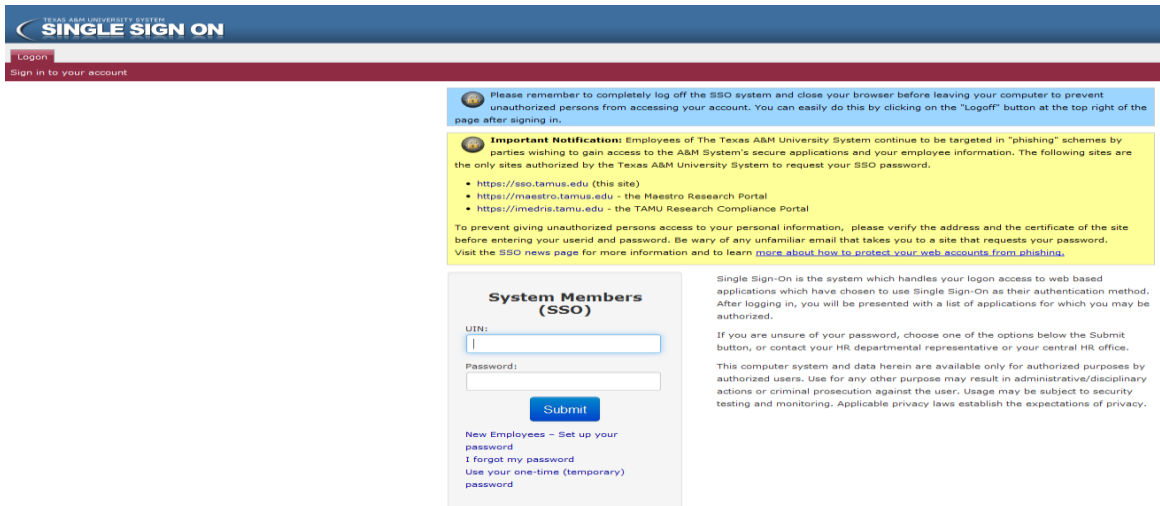 TEXAS A&M UNIVERSITY SYSTEM
SINGLE SIGN ON
Logon
Sign in to your account
Please remember to completely log off the SSO system and close your browser before leaving your computer to prevent
unauthorized persons from accessing your account. You can easily do this by clicking on the "Logoff" button at the top right of the
page after signing in.
Important Notification: Employees of The Texas A&M University System continue to be targeted in "phishing" schemes by
parties wishing to gain access to the A&M System's secure applications and your employee information. The following sites are
the only sites authorized by the Texas A&M University System to request your SSO password.
• https://sso.tamus.edu (this site)
• https://maestro.tamus.edu - the Maestro Research Portal
• https://imedris.tamu.edu - the TAMU Research Compliance Portal
To prevent giving unauthorized persons access to your personal information, please verify the address and the certificate of the site
before entering your userid and password. Be wary of any unfamiliar email that takes you to a site that requests your password.
Visit the SSO news page for more information and to learn more about how to protect your web accounts from phishing.
System Members
(SSO)
UIN:
Password:
Submit
New Employees – Set up your
password
I forgot my password
Use your one-time (temporary)
password
Single Sign-On is the system which handles your logon access to web based
applications which have chosen to use Single Sign-On as their authentication method.
After logging in, you will be presented with a list of applications for which you may be
authorized.
If you are unsure of your password, choose one of the options below the Submit
button, or contact your HR departmental representative or your central HR office.
This computer system and data herein are available only for authorized purposes by
authorized users. Use for any other purpose may result in administrative/disciplinary
actions or criminal prosecution against the user. Usage may be subject to security
testing and monitoring. Applicable privacy laws establish the expectations of privacy.